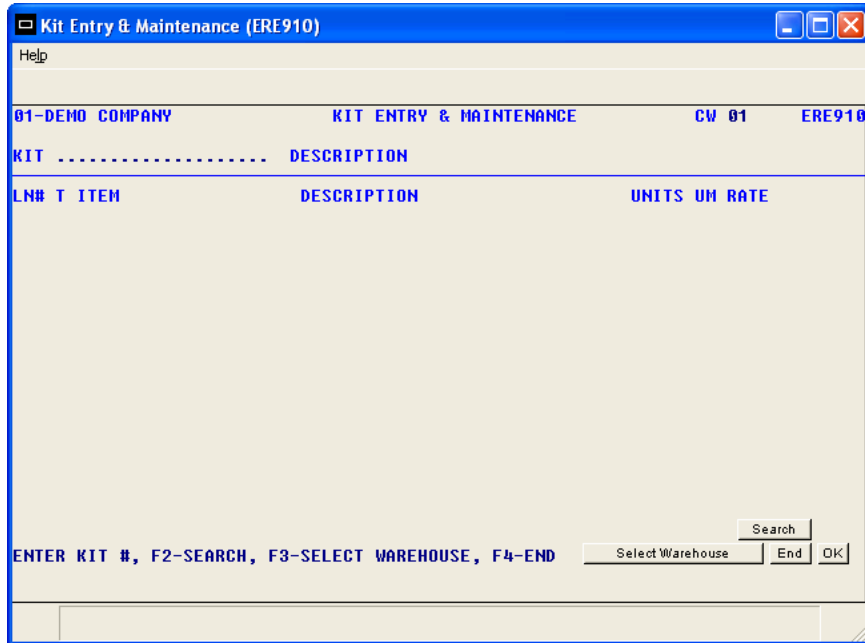 Kit Entry & Maintenance (ERE910)
Help
01-DEMO COMPANY KIT ENTRY & MAINTENANCE CW 01 ERE910
KIT .................... DESCRIPTION
LN# T ITEM DESCRIPTION UNITS UM RATE
Search
ENTER KIT #, F2-SEARCH, F3-SELECT WAREHOUSE, F4-END Select Warehouse End OK